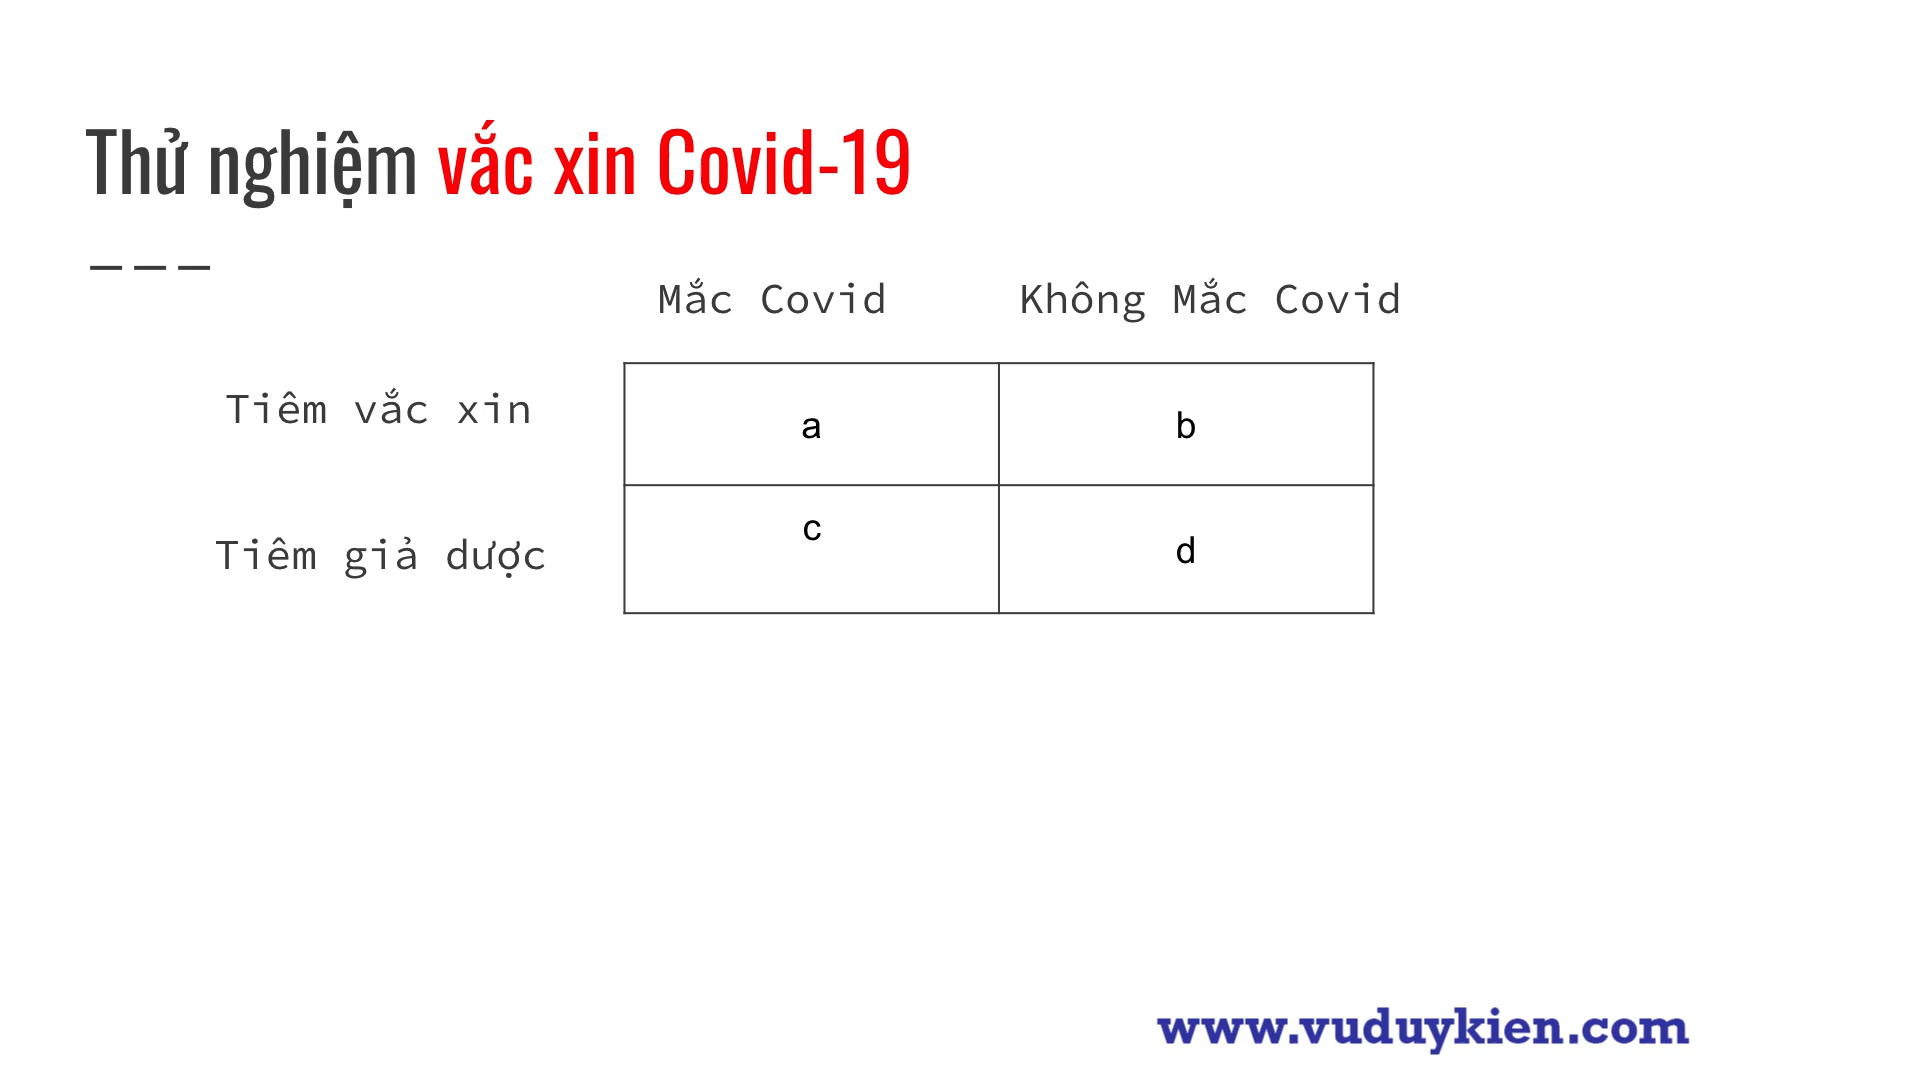 Thử nghiệm vắc xin Covid-19
Mắc Covid Không Mắc Covid
Tiêm vắc xin a b
Tiêm giả dược c d
www.vuduykien.com